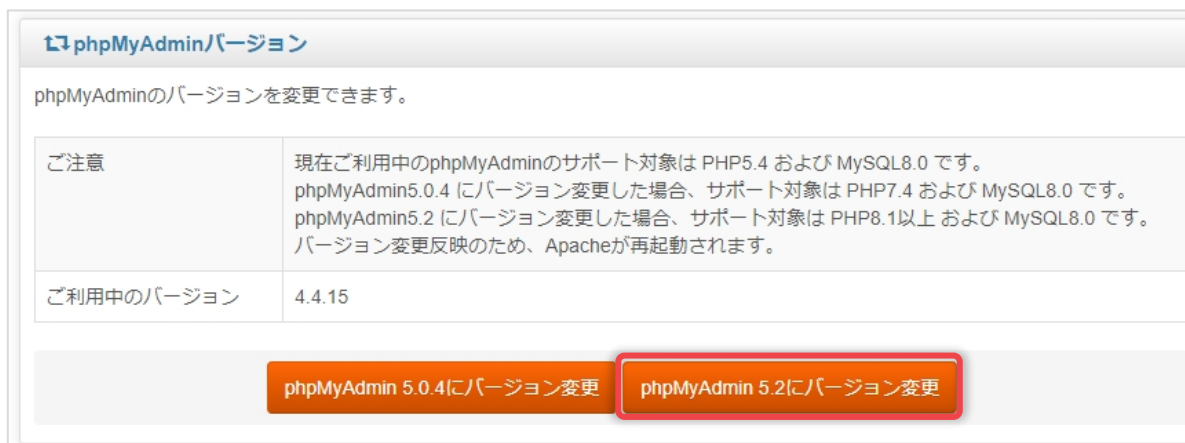 phpMyAdminバージョン
phpMyAdminのバージョンを変更できます。
ご注意
現在ご利用中のphpMyAdminのサポート対象は PHP5.4 および MySQL8.0 です。
phpMyAdmin5.0.4 にバージョン変更した場合、サポート対象は PHP7.4 および MySQL8.0 です。
phpMyAdmin5.2 にバージョン変更した場合、サポート対象は PHP8.1以上 および MySQL8.0 です。
バージョン変更反映のため、Apacheが再起動されます。
ご利用中のバージョン
4.4.15
phpMyAdmin 5.0.4にバージョン変更
phpMyAdmin 5.2にバージョン変更